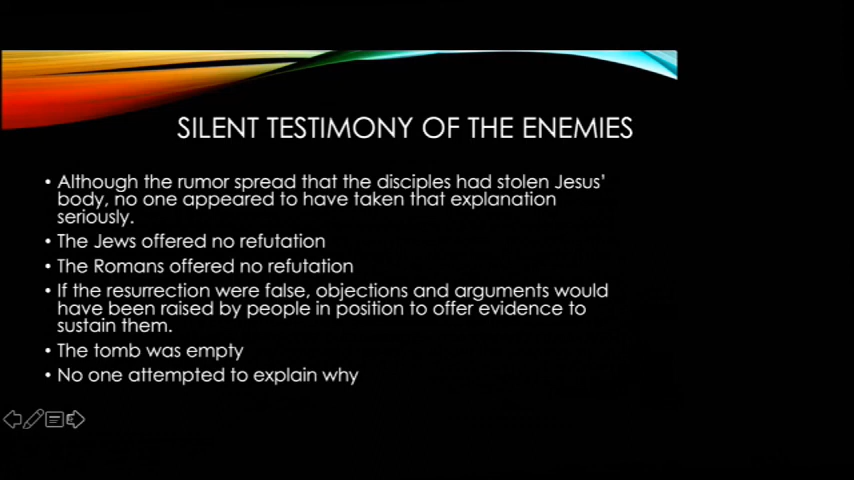 SILENT TESTIMONY OF THE ENEMIES
• Although the rumor spread that the disciples had stolen Jesus'
body, no one appeared to have taken that explanation
seriously.
• The Jews offered no refutation
• The Romans offered no refutation
• If the resurrection were false, objections and arguments would
have been raised by people in position to offer evidence to
sustain them.
• The tomb was empty
• No one attempted to explain why